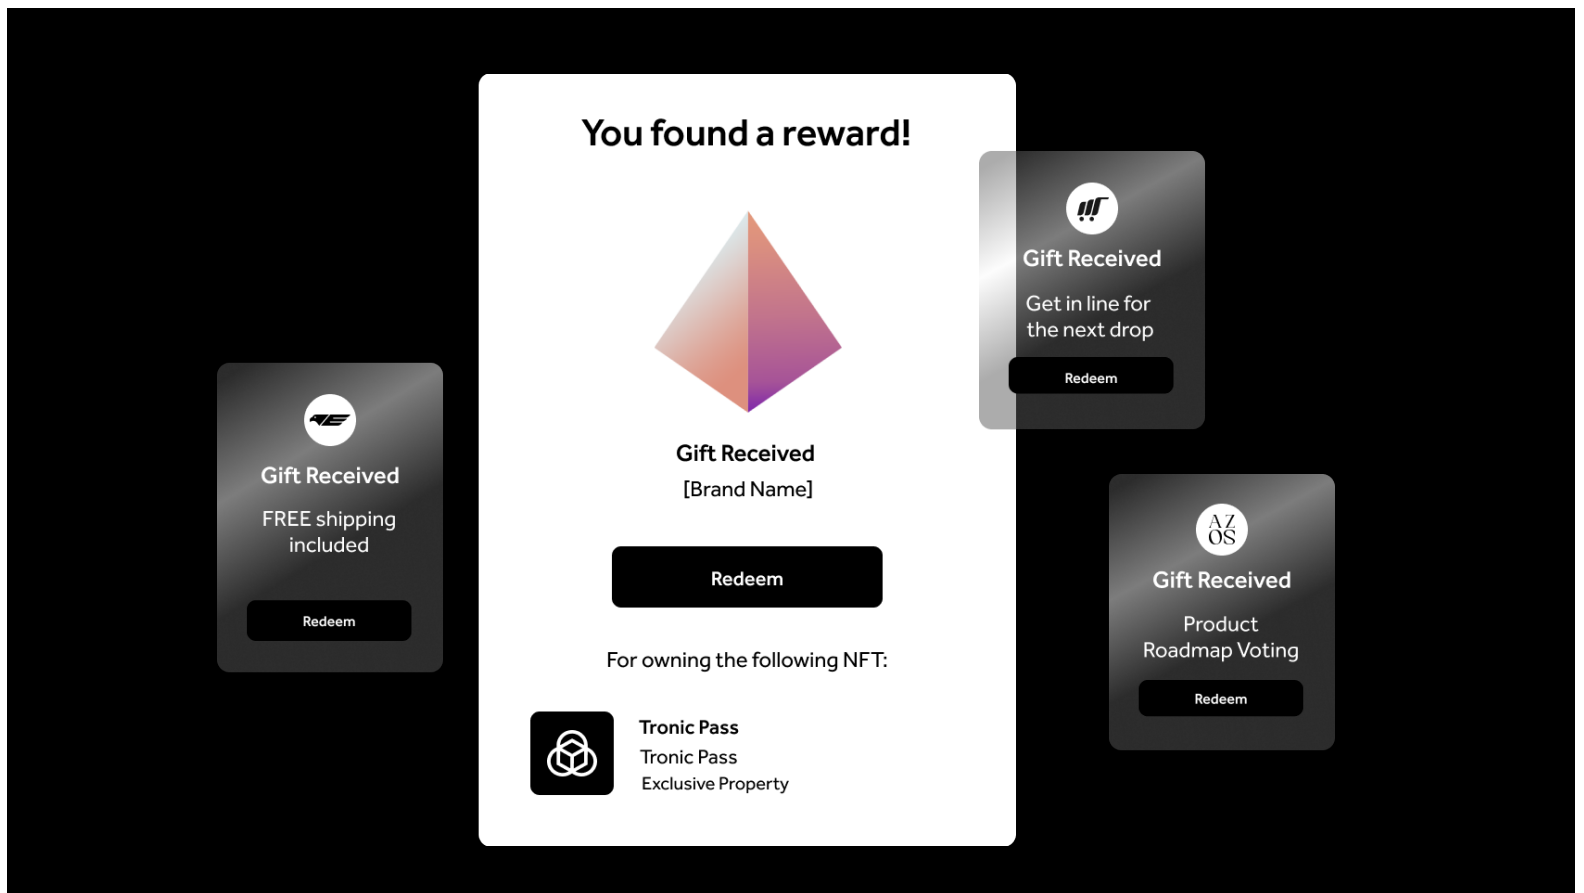 You found a reward!
Gift Received
[Brand Name]
Redeem
For owning the following NFT:
Tronic Pass
Tronic Pass
Exclusive Property
Gift Received
FREE shipping
included
Redeem
Gift Received
Get in line for
the next drop
Redeem
AZ
OS
Gift Received
Product
Roadmap Voting
Redeem